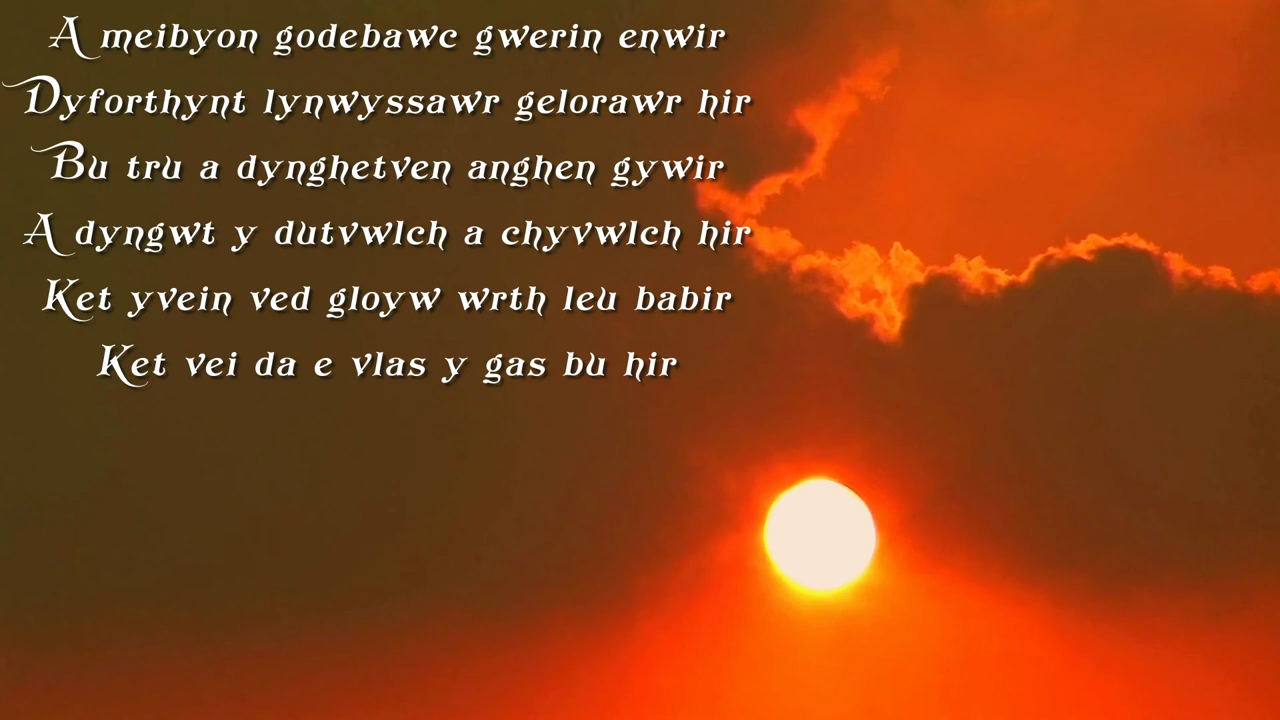 A meibyon godebawc gwerin enwir
Dyforthynt lynwyssawr gelorawr hir
Bu tru a dynghetven anghen gywir
A dyngwt y dutvwlch a chyvwlch hir
Ket yvein ved gloyw wrth leu babir
Ket vei da e vlas y gas bu hir